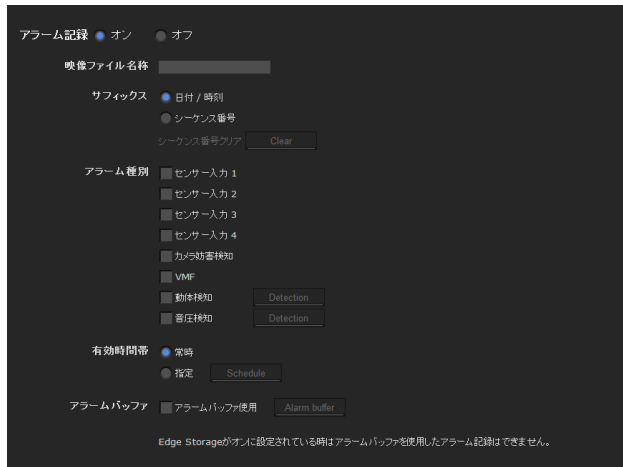 アラーム記録 オン オフ
映像ファイル名称
サフィックス 日付 / 時刻
シーケンス番号
シーケンス番号クリア Clear
アラーム種別 センサー入力 1
センサー入力 2
センサー入力 3
センサー入力 4
カメラ妨害検知
VMF
動体検知 Detection
音圧検知 Detection
有効時間帯 常時
指定 Schedule
アラームバッファ アラームバッファ使用 Alarm buffer
Edge Storageがオンに設定されている時はアラームバッファを使用したアラーム記録はできません。